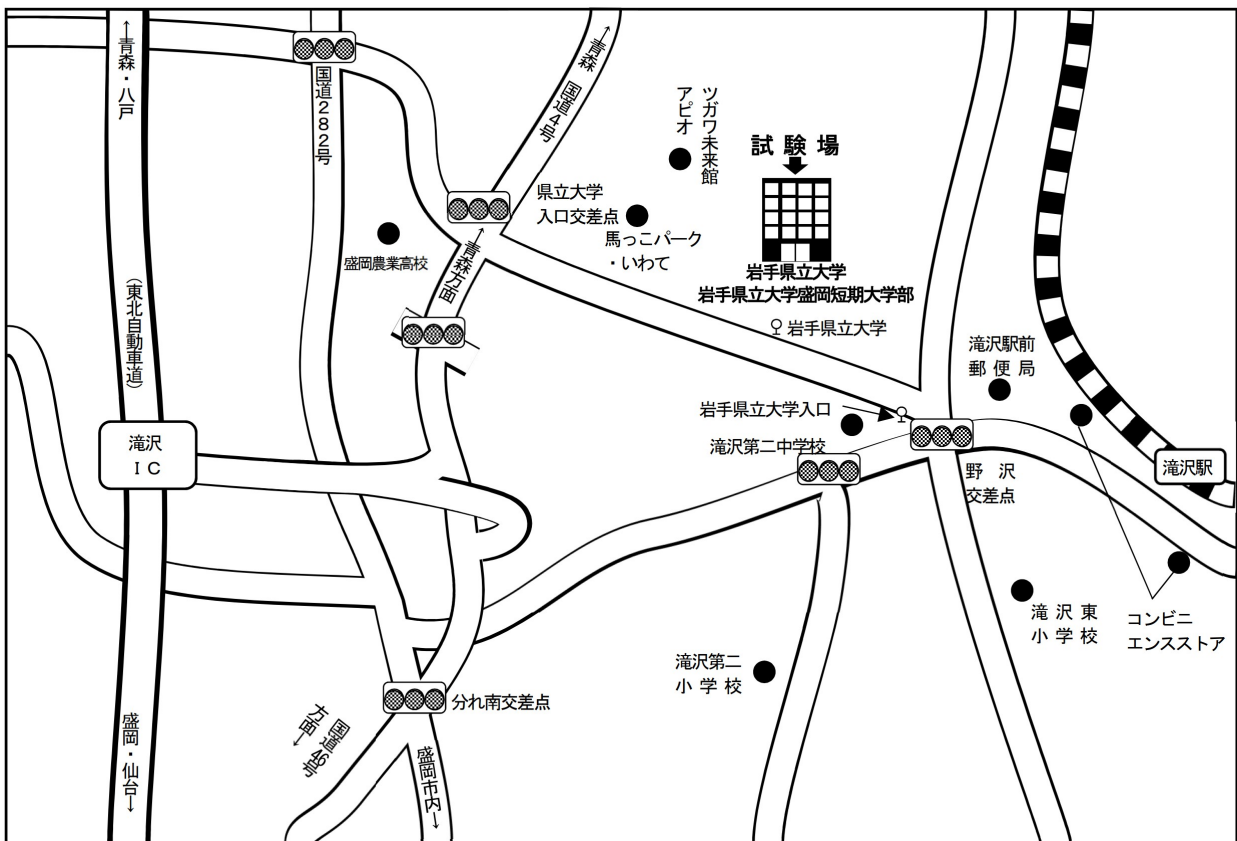 ←青森・八戸
国道282号
←青森 国道4号→
ツガワ未来館
アピオ
試験場
県立大学
入口交差点
馬っこパーク
・いわて
盛岡農業高校
青森方面→
岩手県立大学
岩手県立大学盛岡短期大学部
岩手県立大学
(東北自動車道)
滝沢駅前
郵便局
岩手県立大学入口
滝沢第二中学校
滝沢
IC
野沢
交差点
滝沢駅
滝沢東
小学校
コンビニ
エンスストア
滝沢第二
小学校
分れ南交差点
国道46号
方面→
盛岡・仙台→
盛岡市内→